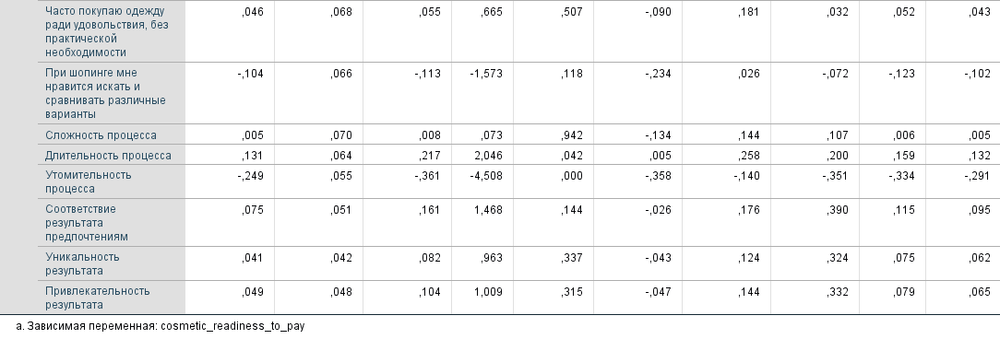 Часто покупаю одежду ,046 ,068 ,055 ,665 ,507 -,090 ,181 ,032 ,052 ,043
ради удовольствия, без
практической
необходимости
При шопинге мне -,104 ,066 -,113 -1,573 ,118 -,234 ,026 -,072 -,123 -,102
нравится искать и
сравнивать различные
варианты
Сложность процесса ,005 ,070 ,008 ,073 ,942 -,134 ,144 ,107 ,006 ,005
Длительность процесса ,131 ,064 ,217 2,046 ,042 ,005 ,258 ,200 ,159 ,132
Утомительность -,249 ,055 -,361 -4,508 ,000 -,358 -,140 -,351 -,334 -,291
процесса
Соответствие ,075 ,051 ,161 1,468 ,144 -,026 ,176 ,390 ,115 ,095
результата
предпочтениям
Уникальность ,041 ,042 ,082 ,963 ,337 -,043 ,124 ,324 ,075 ,062
результата
Привлекательность ,049 ,048 ,104 1,009 ,315 -,047 ,144 ,332 ,079 ,065
результата
a. Зависимая переменная: cosmetic_readiness_to_pay